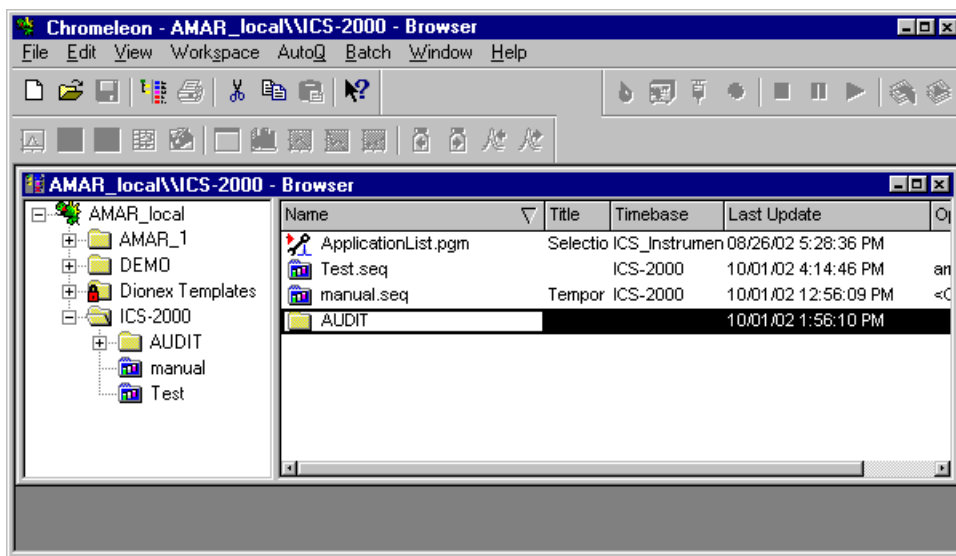 Chromeleon - AMAR_local\\ICS-2000 - Browser
File Edit View Workspace AutoQ Batch Window Help
AMAR_local\\ICS-2000 - Browser
AMAR_local
AMAR_1
DEMO
Dionex Templates
ICS-2000
AUDIT
manual
Test
Name Title Timebase Last Update Op
ApplicationList.pgm Selectio ICS_Instrumen 08/26/02 5:28:36 PM
Test.seq ICS-2000 10/01/02 4:14:46 PM an
manual.seq Tempor ICS-2000 10/01/02 12:56:09 PM
AUDIT 10/01/02 1:56:10 PM